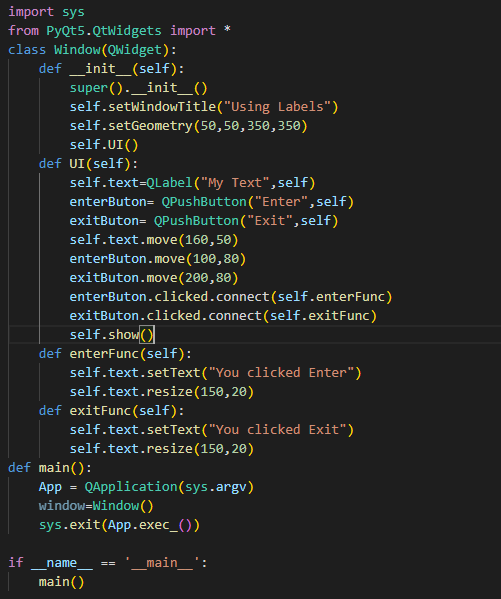 import sys
from PyQt5.QtWidgets import *
class Window(QWidget):
    def __init__(self):
        super().__init__()
        self.setWindowTitle("Using Labels")
        self.setGeometry(50,50,350,350)
        self.UI()
    def UI(self):
        self.text=QLabel("My Text",self)
        enterButon= QPushButton("Enter",self)
        exitButon= QPushButton("Exit",self)
        self.text.move(160,50)
        enterButon.move(100,80)
        exitButon.move(200,80)
        enterButon.clicked.connect(self.enterFunc)
        exitButon.clicked.connect(self.exitFunc)
        self.show()
    def enterFunc(self):
        self.text.setText("You clicked Enter")
        self.text.resize(150,20)
    def exitFunc(self):
        self.text.setText("You clicked Exit")
        self.text.resize(150,20)
def main():
    App = QApplication(sys.argv)
    window=Window()
    sys.exit(App.exec_())

if __name__ == '__main__':
    main()